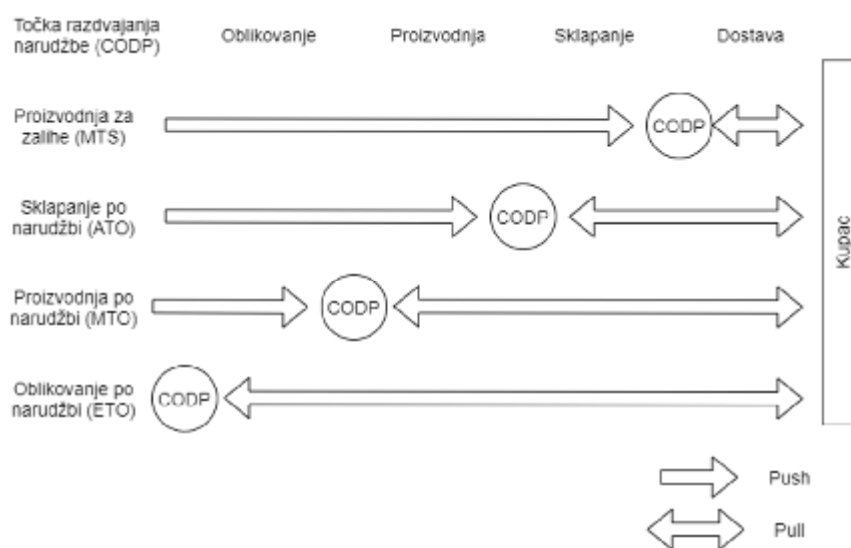 Točka razdvajanja
narudžbe (CODP)
Oblikovanje
Proizvodnja
Sklapanje
Dostava
Proizvodnja za
zalihe (MTS)
CODP
Sklapanje po
narudžbi (ATO)
CODP
Proizvodnja po
narudžbi (MTO)
CODP
Oblikovanje po
narudžbi (ETO)
CODP
Kupac
Push
Pull